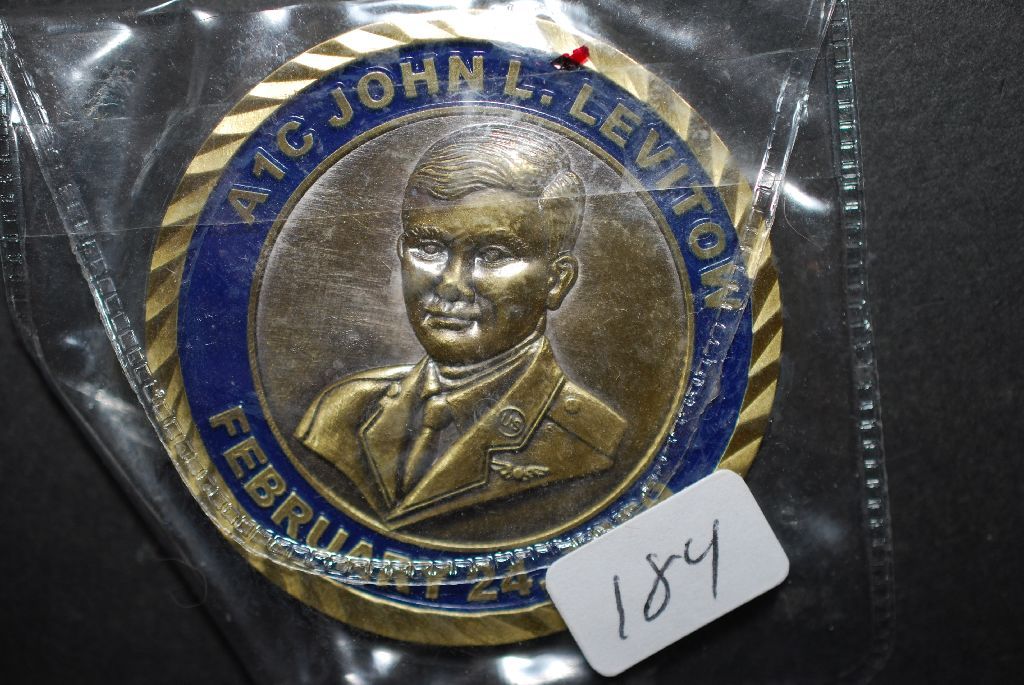 A1C JOHN L. LEVITOW
FEBRUARY 24,
US
184